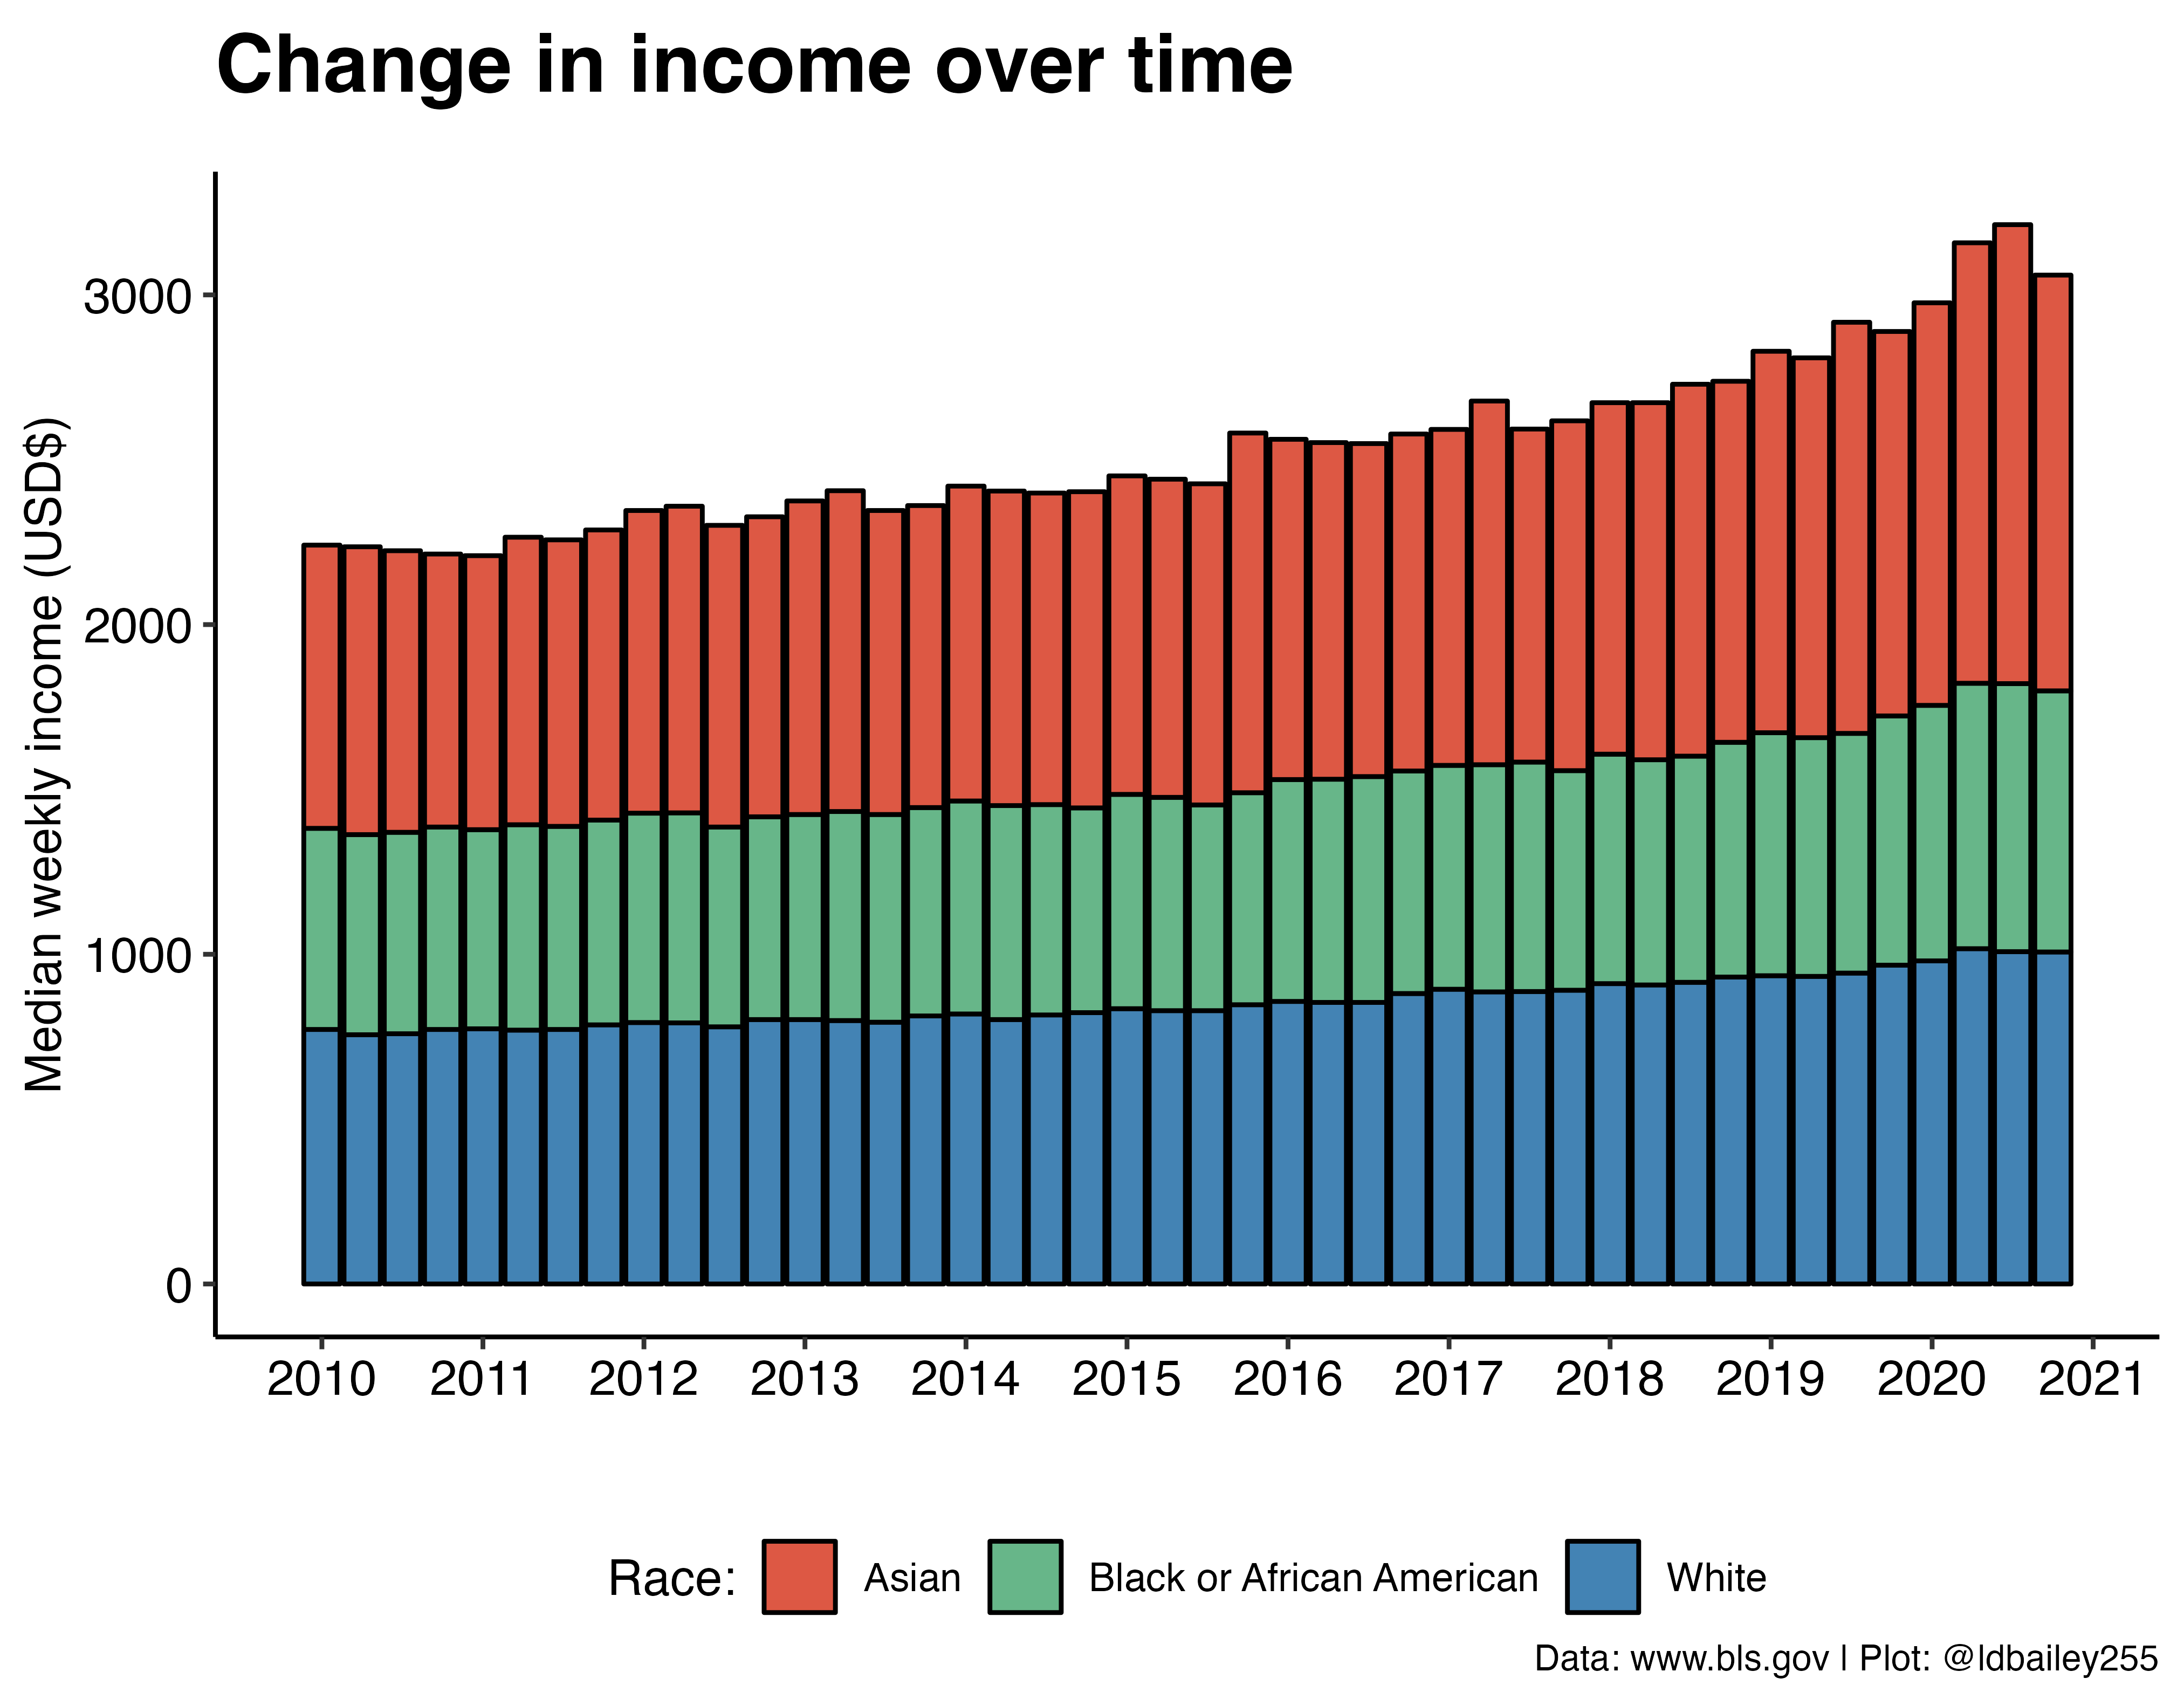 Change in income over time
Median weekly income (USD$)
3000
2000
1000
0
2010 2011 2012 2013 2014 2015 2016 2017 2018 2019 2020 2021
Race: Asian Black or African American White
Data: www.bls.gov | Plot: @ldbailey255